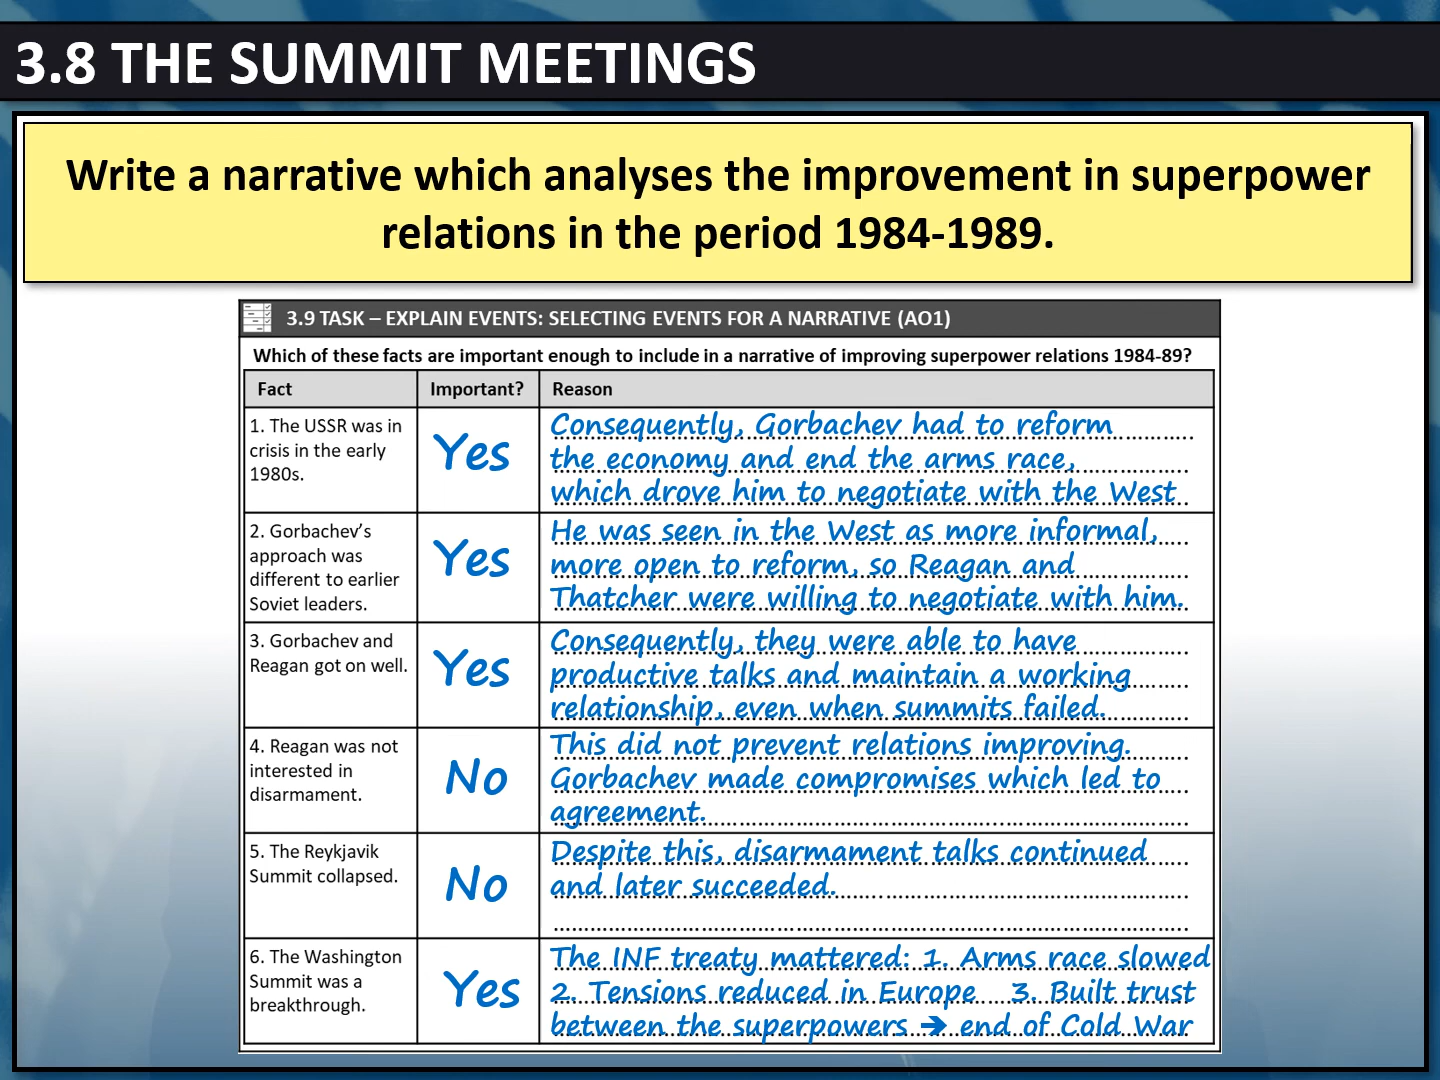 3.8 THE SUMMIT MEETINGS
Write a narrative which analyses the improvement in superpower
relations in the period 1984-1989.
3.9 TASK – EXPLAIN EVENTS: SELECTING EVENTS FOR A NARRATIVE (AO1)
Which of these facts are important enough to include in a narrative of improving superpower relations 1984-89?
Fact Important? Reason
1. The USSR was in
crisis in the early
1980s.
Yes
Consequently, Gorbachev had to reform
the economy and end the arms race,
which drove him to negotiate with the West
2. Gorbachev's
approach was
different to earlier
Soviet leaders.
Yes
He was seen in the West as more informal,
more open to reform, so Reagan and
Thatcher were willing to negotiate with him.
3. Gorbachev and
Reagan got on well.
Yes
Consequently, they were able to have
productive talks and maintain a working
relationship, even when summits failed.
4. Reagan was not
interested in
disarmament.
No
This did not prevent relations improving.
Gorbachev made compromises which led to
agreement.
5. The Reykjavik
Summit collapsed.
No
Despite this, disarmament talks continued
and later succeeded.
6. The Washington
Summit was a
breakthrough.
Yes
The INF treaty mattered: 1. Arms race slowed
2. Tensions reduced in Europe 3. Built trust
between the superpowers → end of Cold War